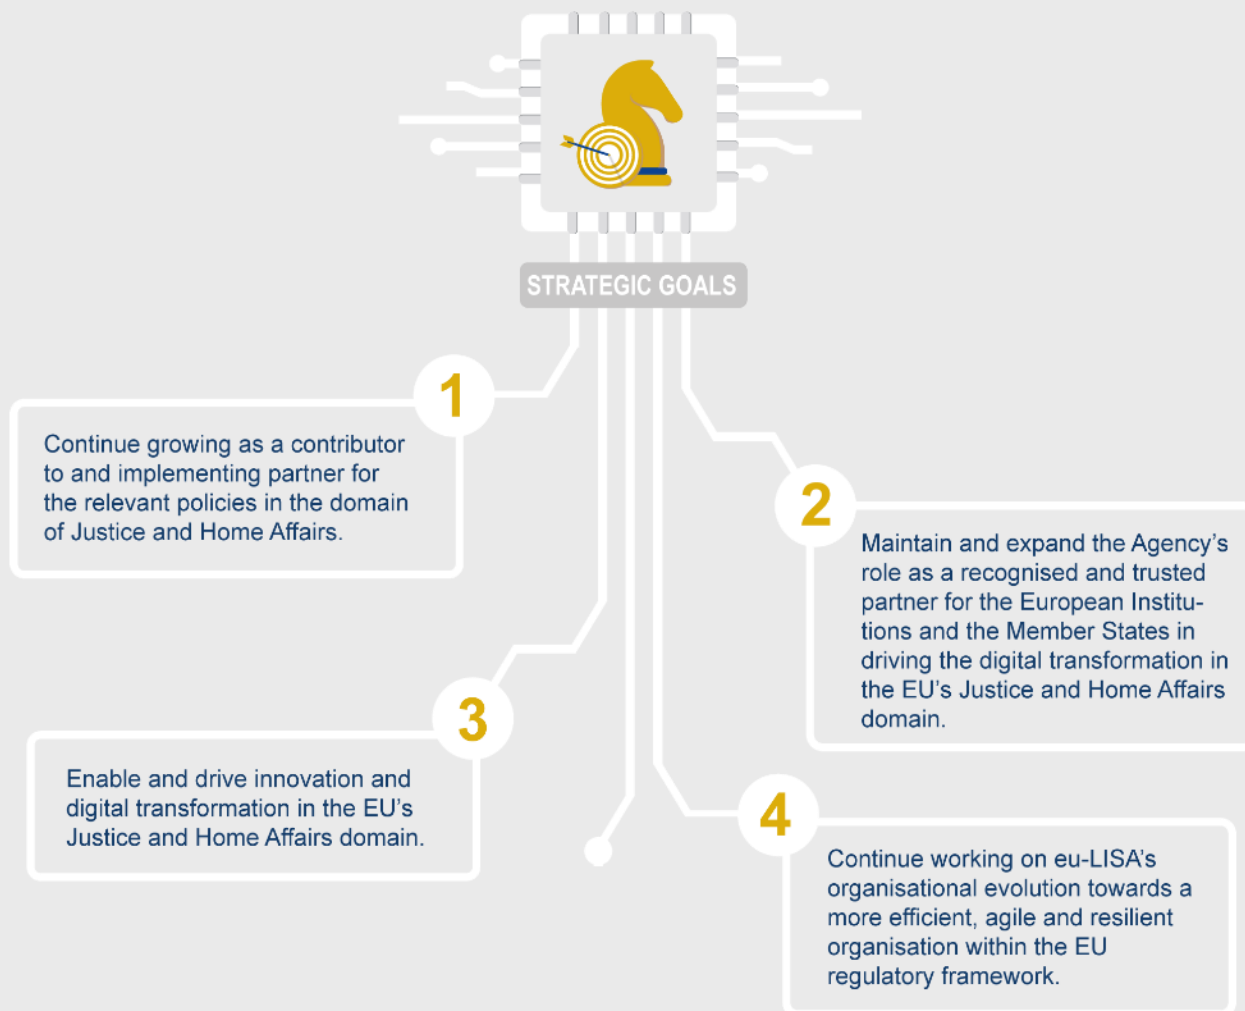 STRATEGIC GOALS
1
Continue growing as a contributor
to and implementing partner for
the relevant policies in the domain
of Justice and Home Affairs.
2
Maintain and expand the Agency’s
role as a recognised and trusted
partner for the European Institu-
tions and the Member States in
driving the digital transformation in
the EU’s Justice and Home Affairs
domain.
3
Enable and drive innovation and
digital transformation in the EU’s
Justice and Home Affairs domain.
4
Continue working on eu-LISA’s
organisational evolution towards a
more efficient, agile and resilient
organisation within the EU
regulatory framework.